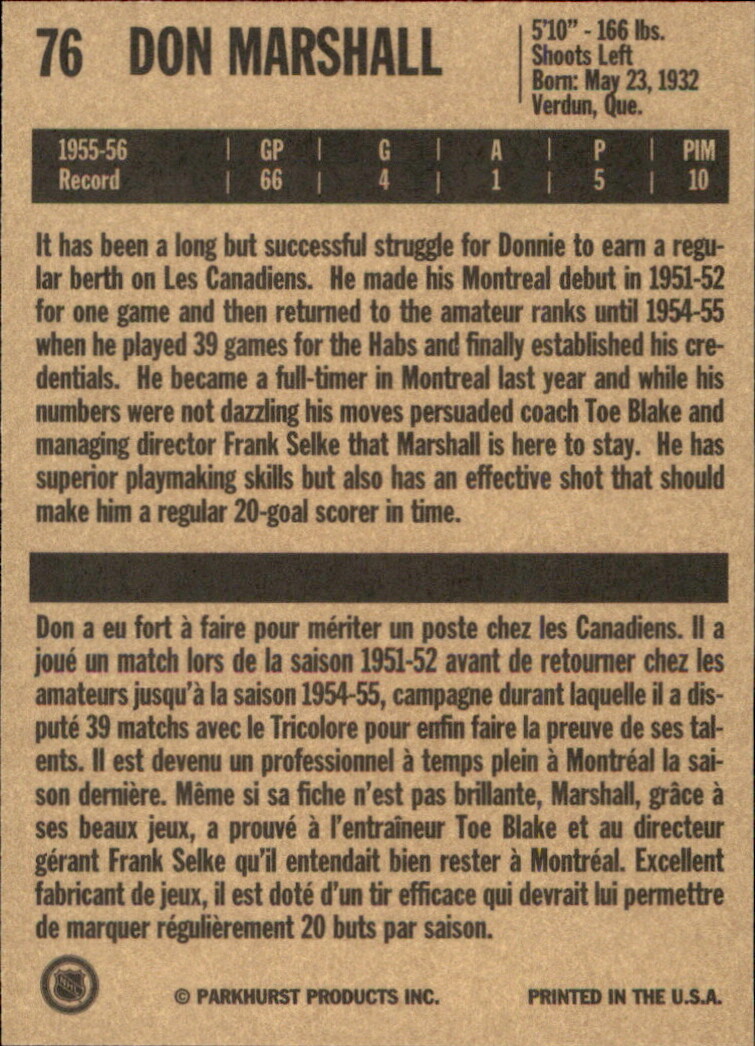 76 DON MARSHALL
5'10” - 166 lbs.
Shoots Left
Born: May 23, 1932
Verdun, Que.
1955-56 | GP | G | A | P | PIM
Record | 66 | 4 | 1 | 5 | 10
It has been a long but successful struggle for Donnie to earn a regu-
lar berth on Les Canadiens. He made his Montreal debut in 1951-52
for one game and then returned to the amateur ranks until 1954-55
when he played 39 games for the Habs and finally established his cre-
dentials. He became a full-timer in Montreal last year and while his
numbers were not dazzling his moves persuaded coach Toe Blake and
managing director Frank Selke that Marshall is here to stay. He has
superior playmaking skills but also has an effective shot that should
make him a regular 20-goal scorer in time.
Don a eu fort à faire pour mériter un poste chez les Canadiens. Il a
joué un match lors de la saison 1951-52 avant de retourner chez les
amateurs jusqu'à la saison 1954-55, campagne durant laquelle il a dis-
puté 39 matchs avec le Tricolore pour enfin faire la preuve de ses tal-
ents. Il est devenu un professionnel à temps plein à Montréal la sai-
son dernière. Même si sa fiche n'est pas brillante, Marshall, grâce à
ses beaux jeux, a prouvé à l'entraîneur Toe Blake et au directeur
gérant Frank Selke qu'il entendait bien rester à Montréal. Excellent
fabricant de jeux, il est doté d'un tir efficace qui devrait lui permettre
de marquer régulièrement 20 buts par saison.
NHL
© PARKHURST PRODUCTS INC. PRINTED IN THE U.S.A.